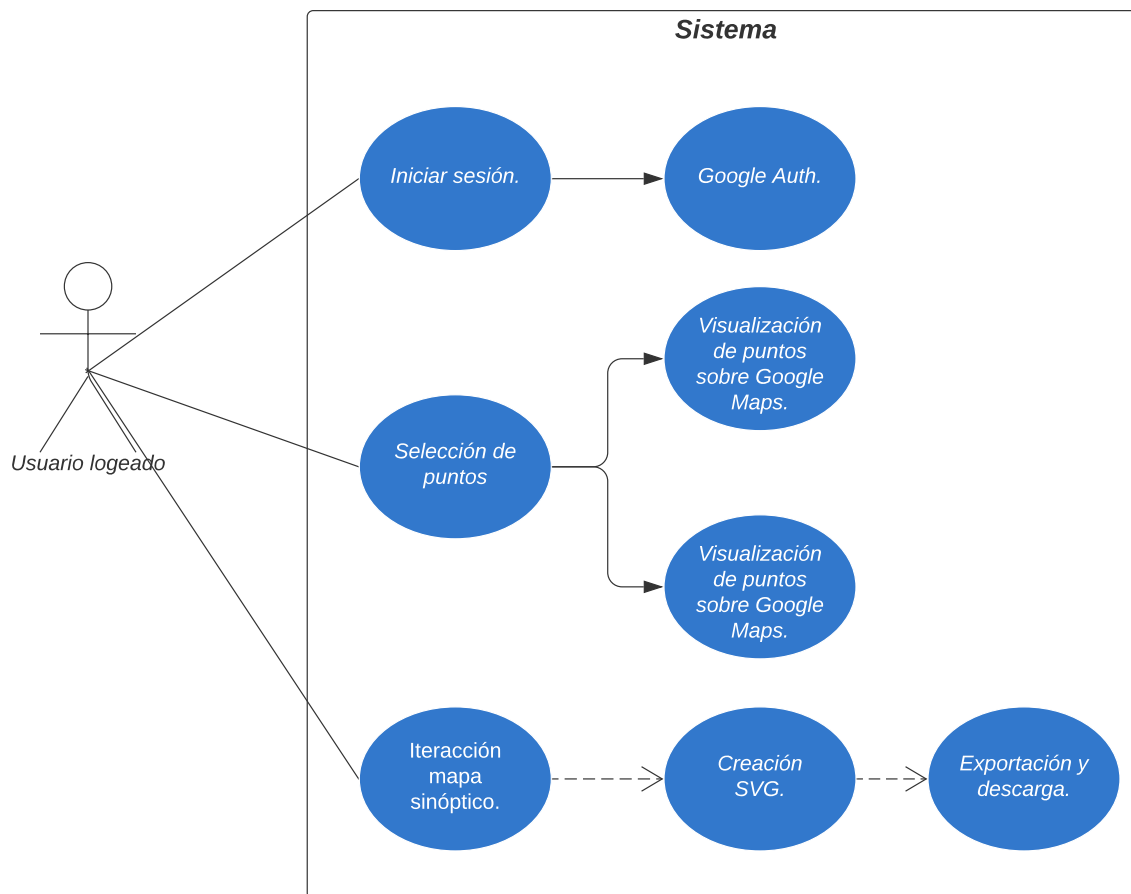 Sistema
Iniciar sesión.
Google Auth.
Visualización
de puntos
sobre Google
Maps.
Usuario logeado
Selección de
puntos
Visualización
de puntos
sobre Google
Maps.
Iteracción
mapa
sinóptico.
Creación
SVG.
Exportación y
descarga.